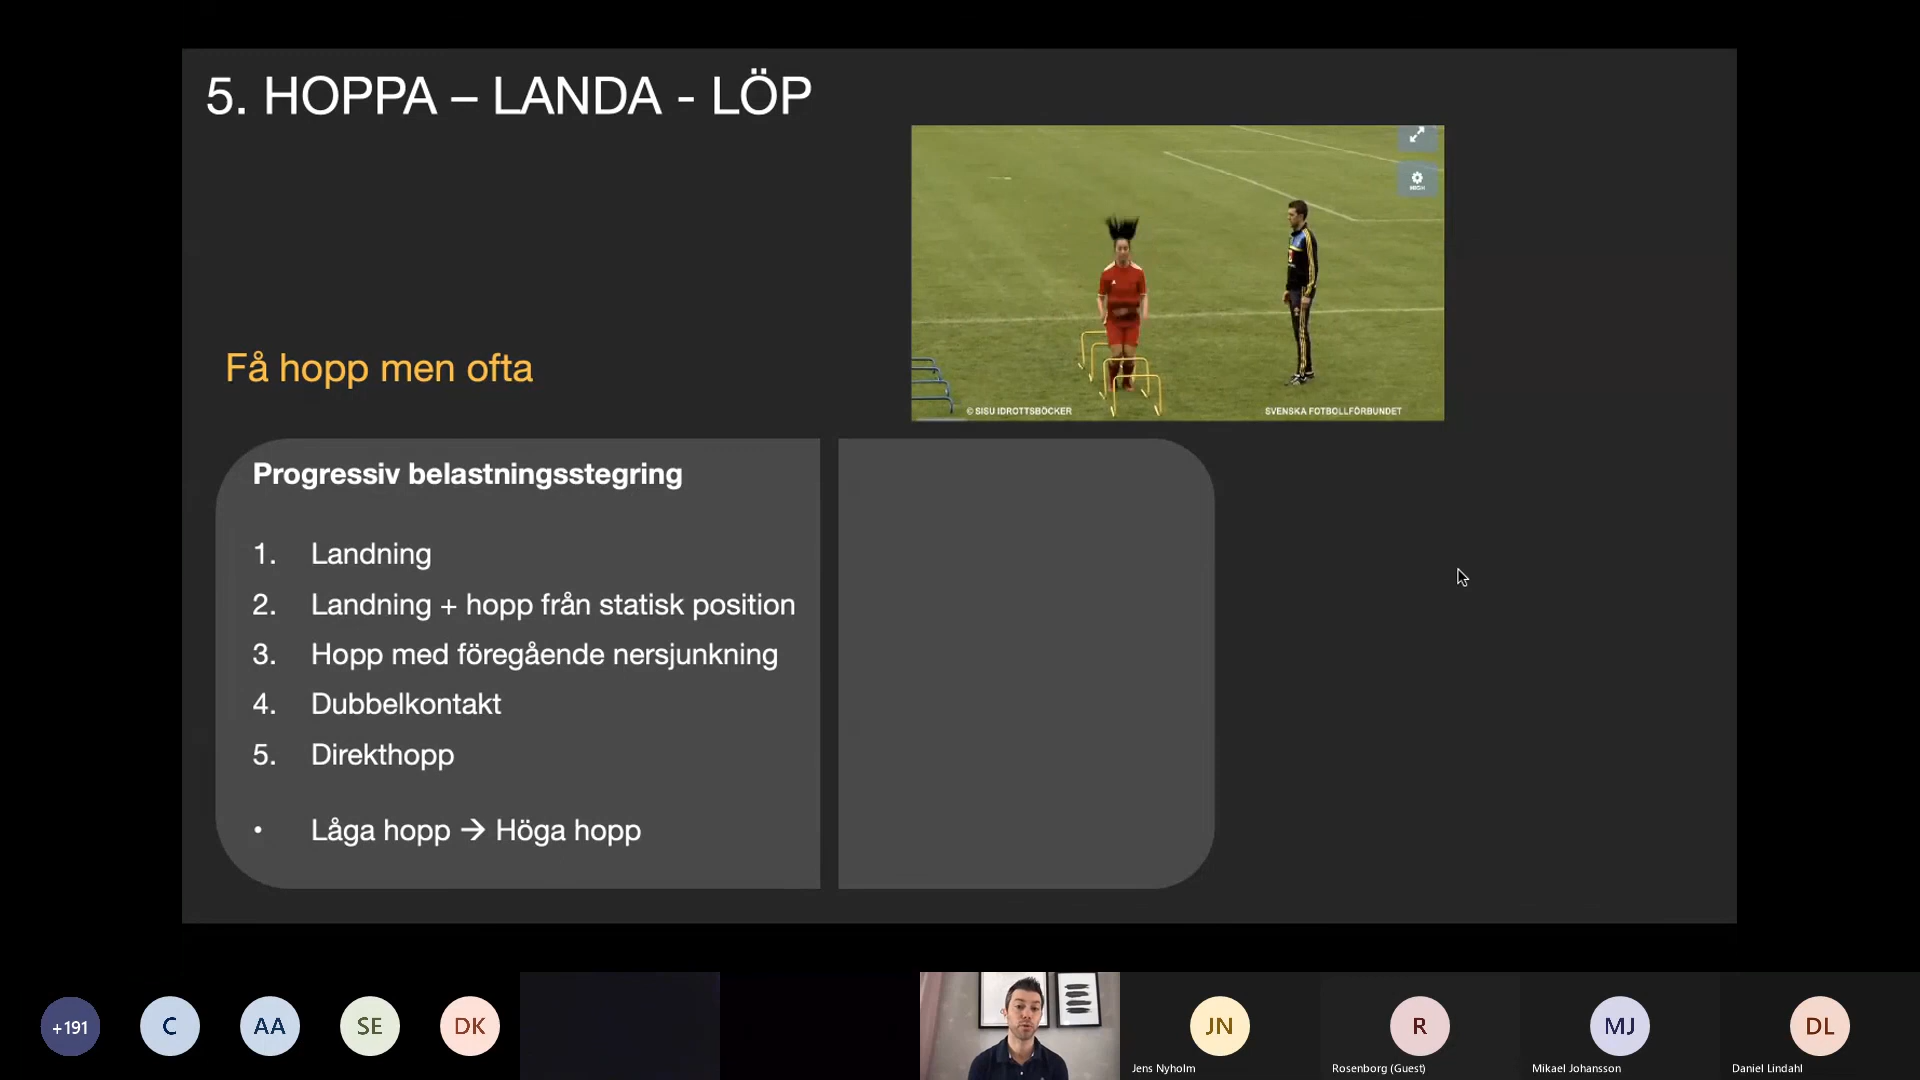 5. HOPPA – LANDA - LÖP
Få hopp men ofta
© SISU IDROTTSBÖCKER
SVENSKA FOTBOLLFÖRBUNDET
Progressiv belastningsstegring
1. Landning
2. Landning + hopp från statisk position
3. Hopp med föregående nersjunkning
4. Dubbelkontakt
5. Direkthopp
• Låga hopp → Höga hopp
+191
C
AA
SE
DK
JN
R
MJ
DL
Jens Nyholm
Rosenborg (Guest)
Mikael Johansson
Daniel Lindahl